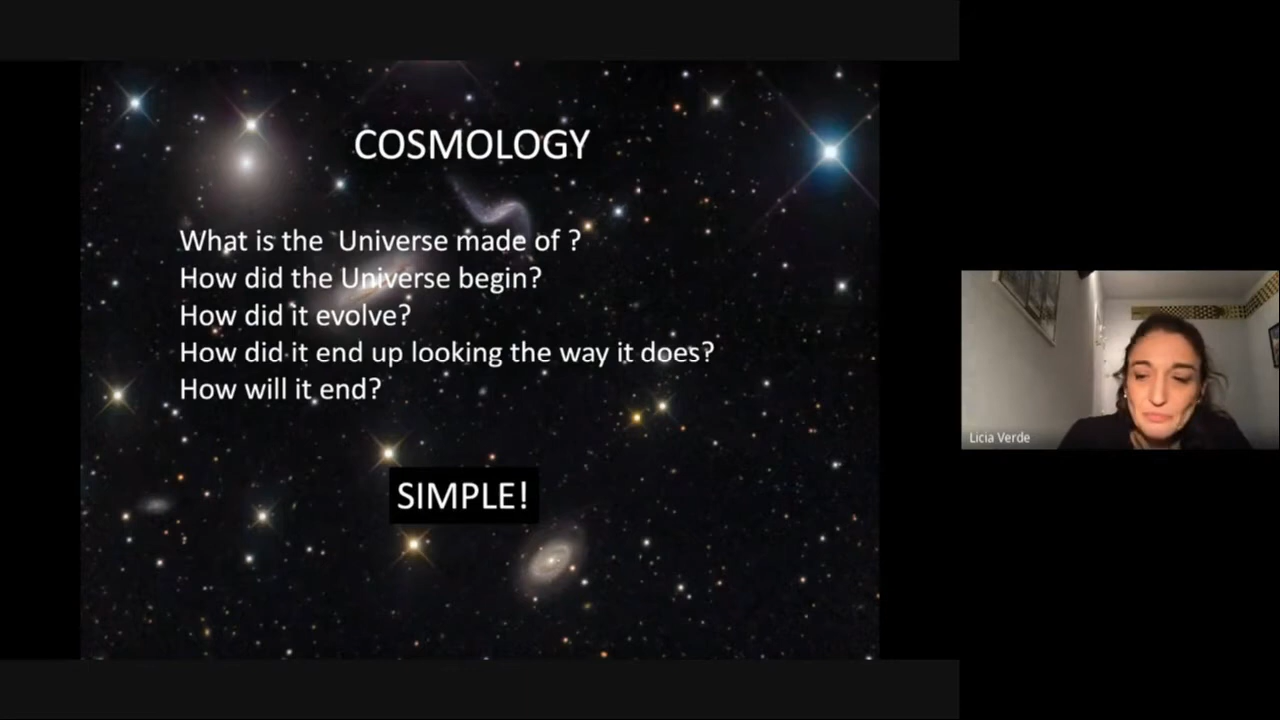 COSMOLOGY
What is the  Universe made of ?
How did the Universe begin?
How did it evolve?
How did it end up looking the way it does?
How will it end?
SIMPLE!
Licia Verde